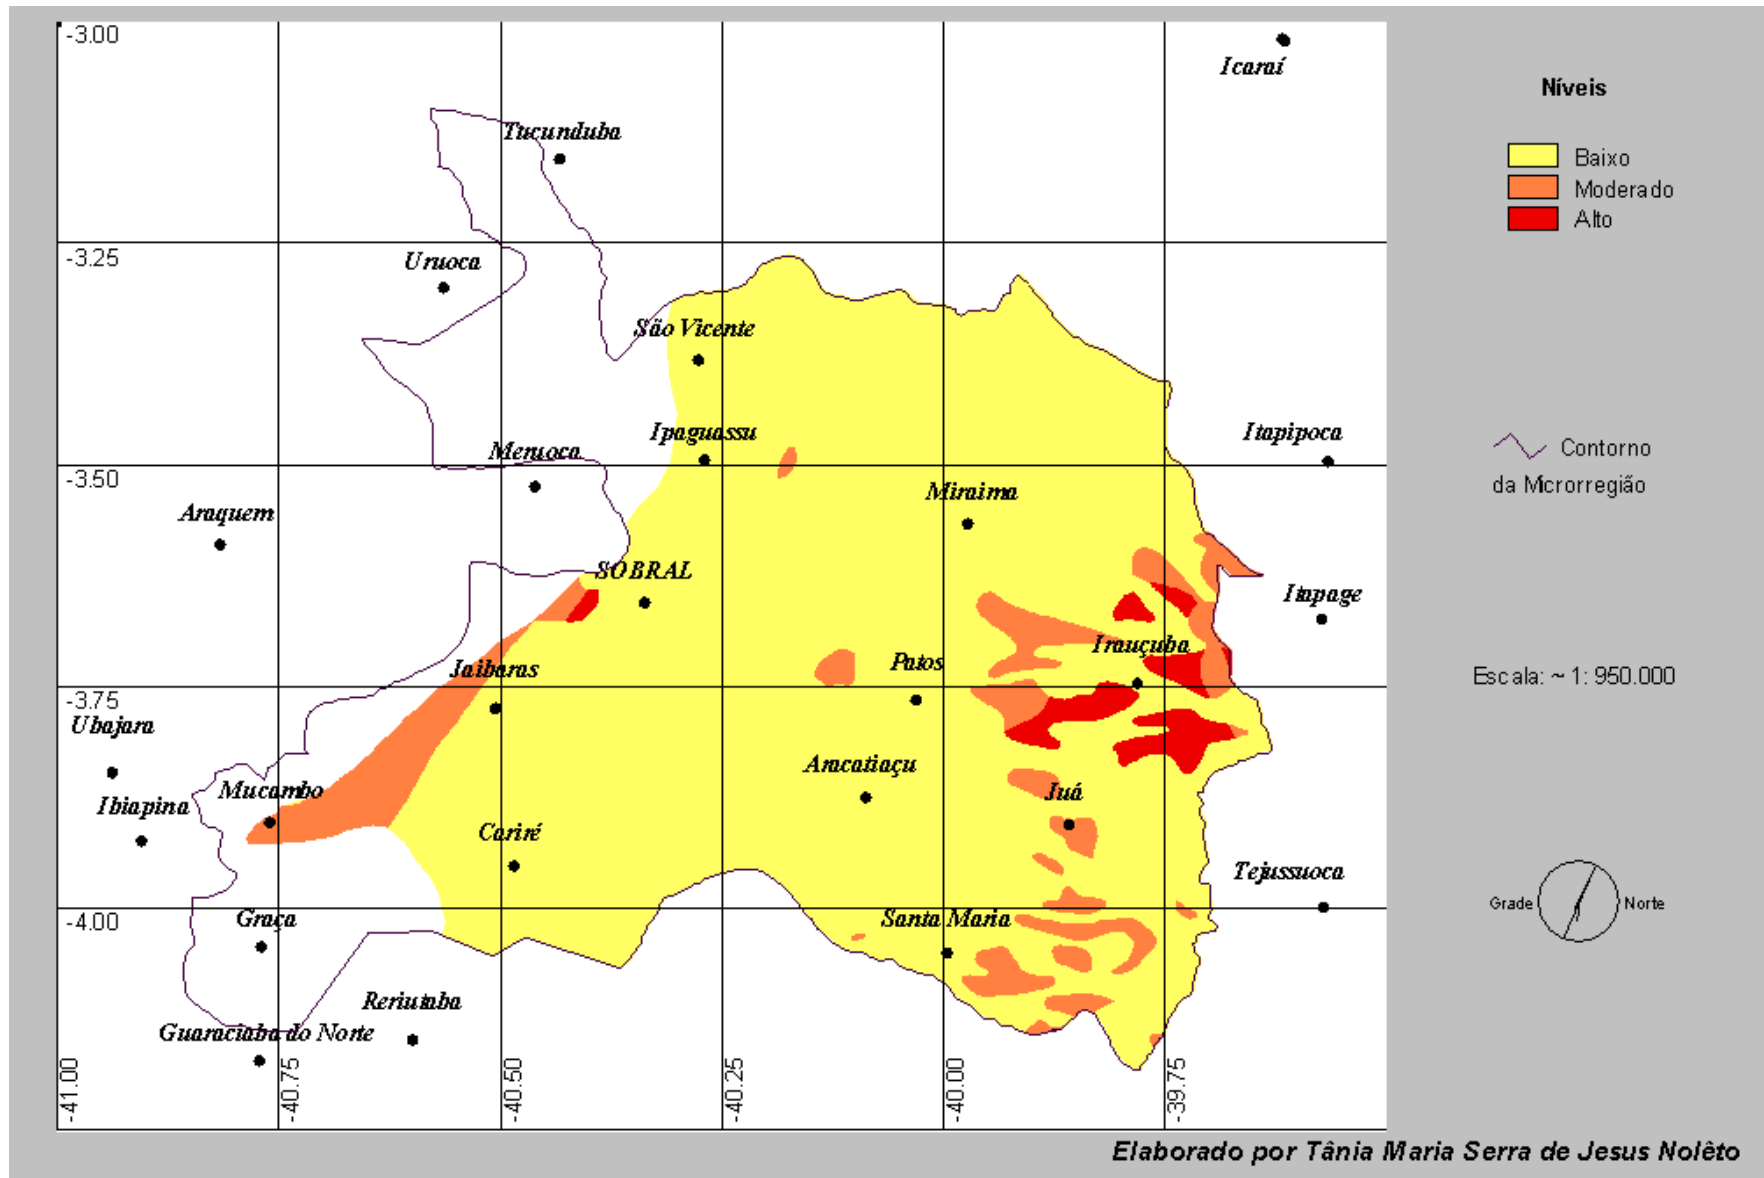 -3.00
Icaraí
Níveis
Tucunduba
Baixo
Moderado
Alto
-3.25
Uruoca
São Vicente
Ipaguassu
Itapipoca
Contorno
da Microrregião
Meruoca
-3.50
Miraima
Araquem
SOBRAL
Itapage
Irauçuba
Patos
Jaibaras
Escala: ~ 1: 950.000
-3.75
Ubajara
Aracatiaçu
Mucambo
Juá
Ibiapina
Cariré
Tejussuoca
Grade
Norte
-4.00
Graça
Santa Maria
Reriutaba
Guaraciaba do Norte
-41.00
-40.75
-40.50
-40.25
-40.00
-39.75
Elaborado por Tânia Maria Serra de Jesus Nolêto